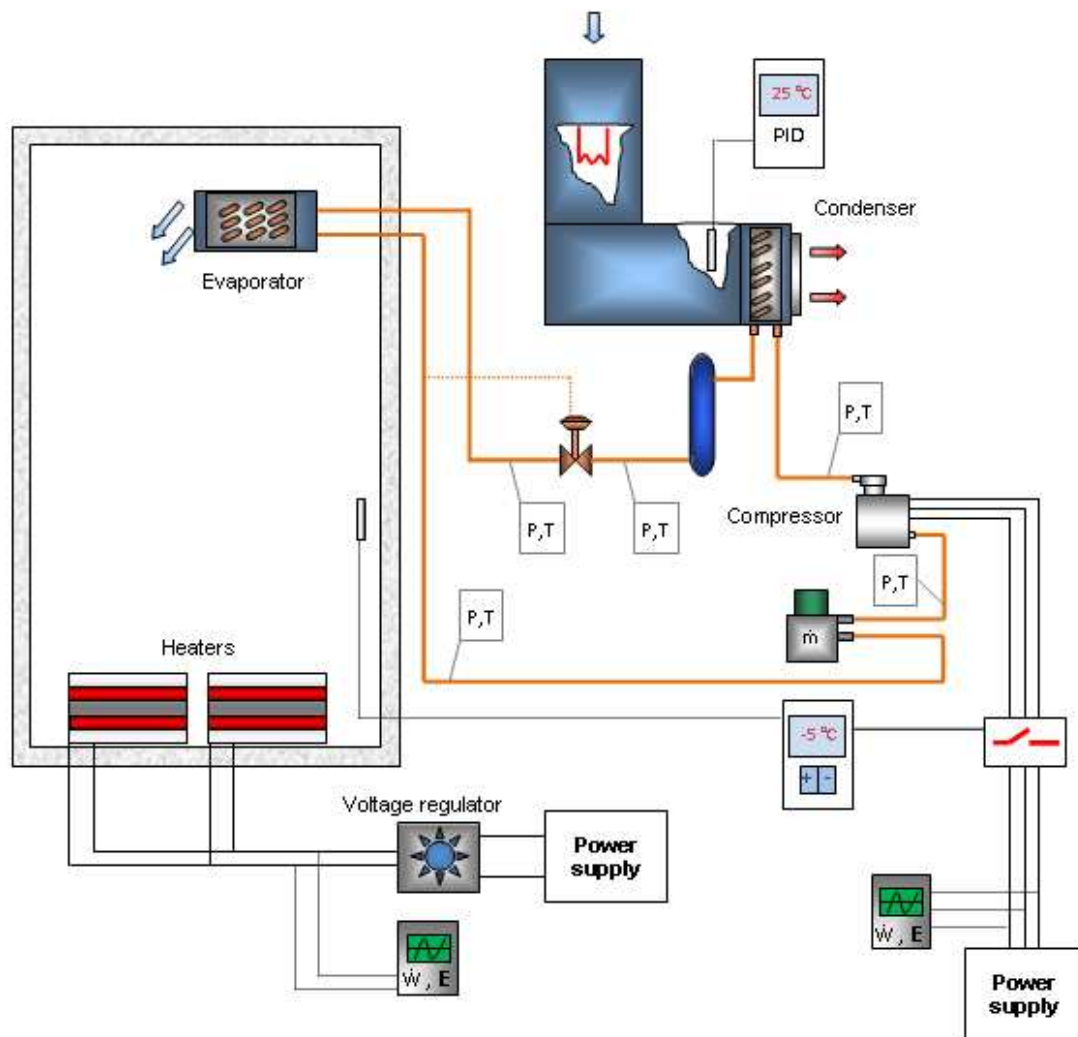 25 °C
PID
Condenser
Evaporator
P,T
P,T
P,T
Compressor
P,T
P,T
ṁ
Heaters
-5 °C
+ -
Voltage regulator
Power
supply
Ẇ , E
Ẇ , E
Power
supply